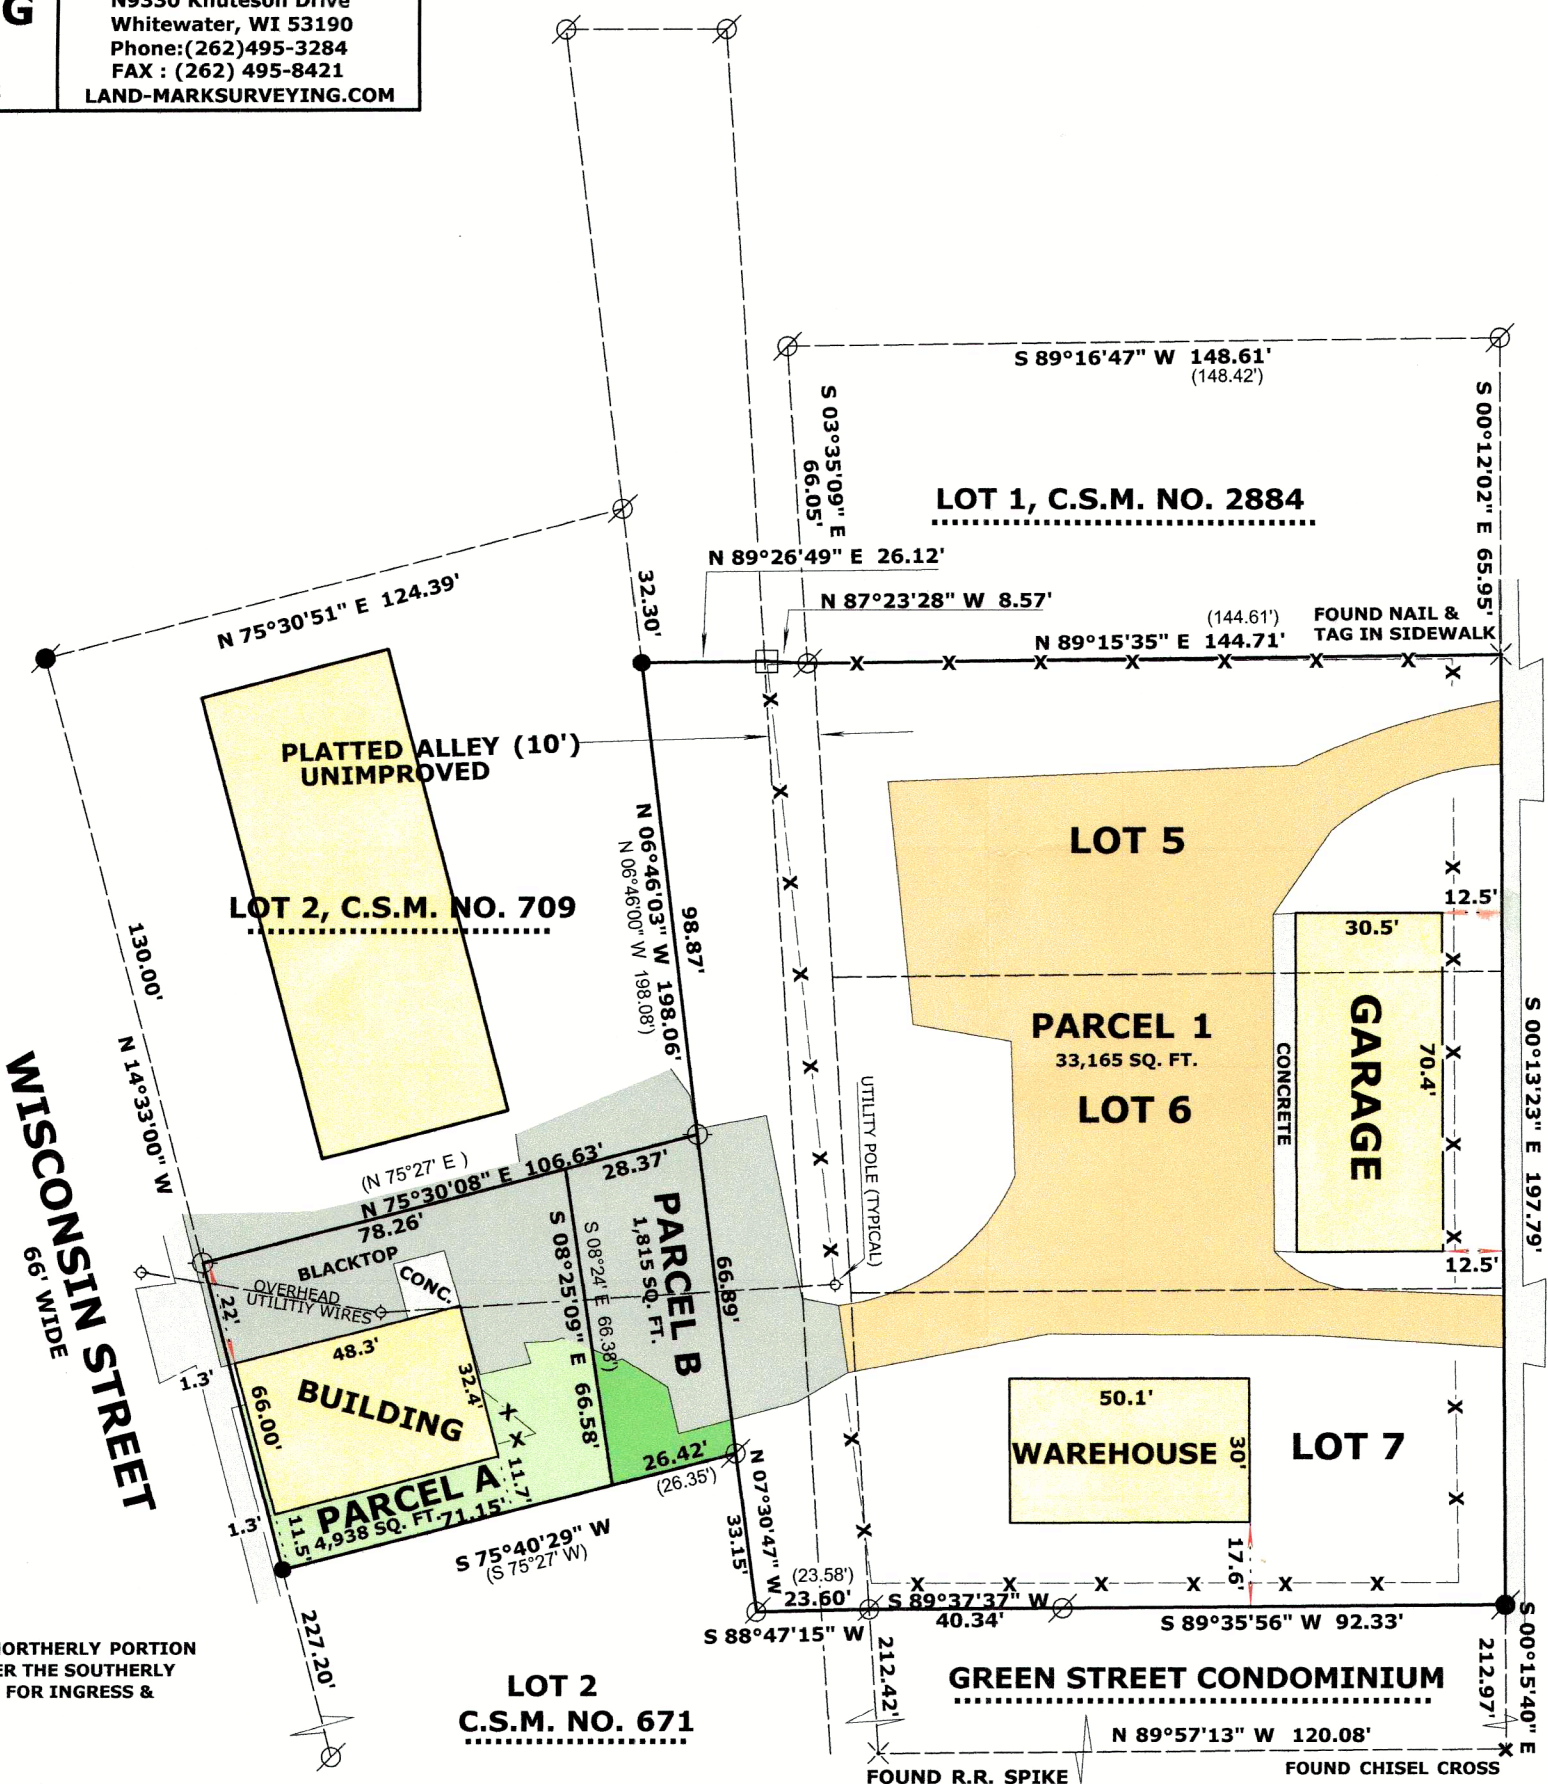 G
N9330 Knuteson Drive
Whitewater, WI 53190
Phone:(262)495-3284
FAX : (262) 495-8421
LAND-MARKSURVEYING.COM
S 89°16'47" W 148.61'
(148.42')
S 03°35'09" E
66.05'
S 00°12'02" E 65.95'
LOT 1, C.S.M. NO. 2884
N 89°26'49" E 26.12'
N 87°23'28" W 8.57'
32.30'
(144.61')
N 89°15'35" E 144.71'
FOUND NAIL &
TAG IN SIDEWALK
N 75°30'51" E 124.39'
PLATTED ALLEY (10')
UNIMPROVED
LOT 5
N 06°46'03" W 198.06'
N 06°46'00" W 198.08')
98.87'
LOT 2, C.S.M. NO. 709
130.00'
N 14°33'00" W
12.5'
30.5'
GARAGE
70.4'
CONCRETE
S 00°13'23" E 197.79'
PARCEL 1
33,165 SQ. FT.
LOT 6
UTILITY POLE (TYPICAL)
WISCONSIN STREET
66' WIDE
(N 75°27' E )
N 75°30'08" E 106.63'
78.26'
28.37'
PARCEL B
1,815 SQ. FT.
66.89'
S 08°24' E 66.38')
S 08°25'09" E 66.58'
BLACKTOP
CONC.
OVERHEAD
UTILITIY WIRES
22'
12.5'
48.3'
32.4'
BUILDING
1.3'
66.00'
50.1'
WAREHOUSE
30'
LOT 7
26.42'
(26.35')
11.7'
PARCEL A
4,938 SQ. FT.
71.15'
1.3'
11.5'
S 75°40'29" W
(S 75°27' W)
N 07°30'47" W
33.15'
17.6'
(23.58')
23.60'
S 89°37'37" W
40.34'
S 88°47'15" W
S 89°35'56" W 92.33'
227.20'
212.42'
212.97'
S 00°15'40" E
NORTHERLY PORTION
THE SOUTHERLY
FOR INGRESS &
LOT 2
C.S.M. NO. 671
GREEN STREET CONDOMINIUM
N 89°57'13" W 120.08'
FOUND R.R. SPIKE
FOUND CHISEL CROSS